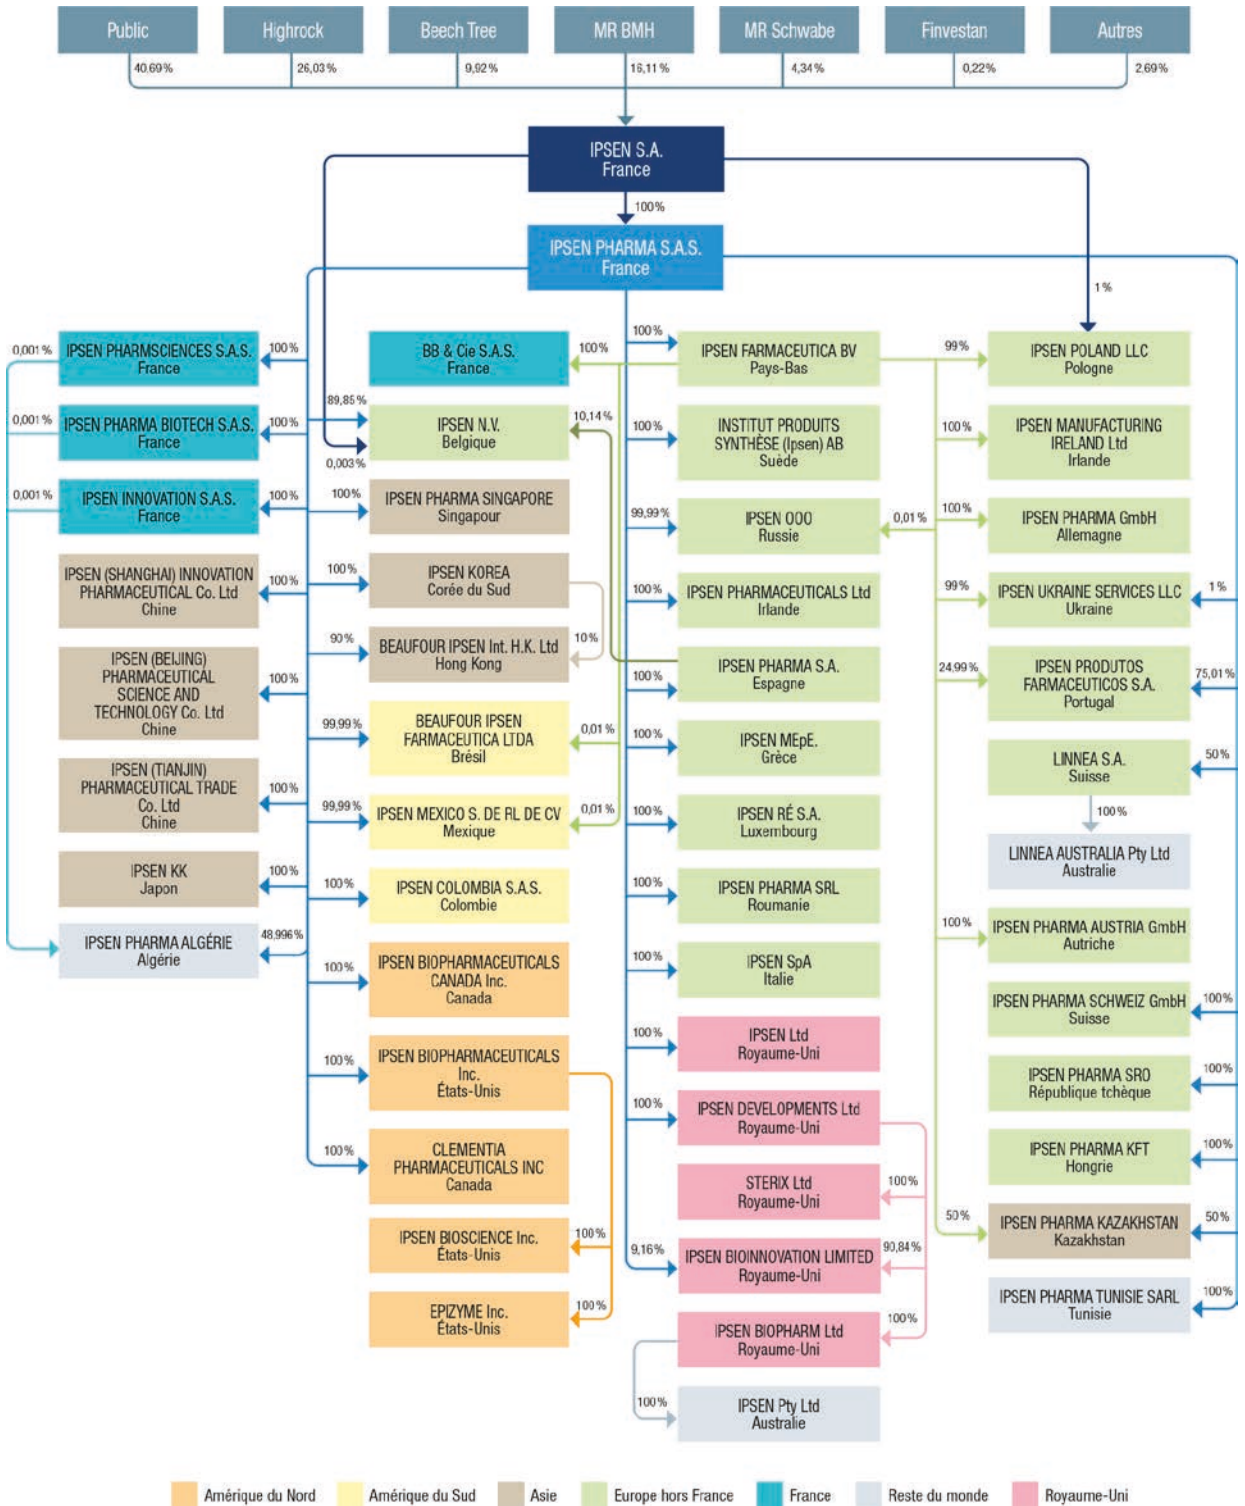 Public
Highrock
Beech Tree
MR BMH
MR Schwabe
Finvestan
Autres
40,69%
26,03%
9,92%
16,11%
4,34%
0,22%
2,69%
IPSEN S.A.
France
100%
IPSEN PHARMA S.A.S.
France
1%
0,001%
IPSEN PHARMSCIENCES S.A.S.
France
100%
0,001%
IPSEN PHARMA BIOTECH S.A.S.
France
100%
0,001%
IPSEN INNOVATION S.A.S.
France
100%
IPSEN (SHANGHAI) INNOVATION
PHARMACEUTICAL Co. Ltd
Chine
100%
IPSEN (BEIJING)
PHARMACEUTICAL
SCIENCE AND
TECHNOLOGY Co. Ltd
Chine
100%
IPSEN (TIANJIN)
PHARMACEUTICAL TRADE
Co. Ltd
Chine
100%
IPSEN KK
Japon
100%
IPSEN PHARMA ALGÉRIE
Algérie
48,996%
BB & Cie S.A.S.
France
100%
89,85%
IPSEN N.V.
Belgique
10,14%
0,003%
100%
IPSEN PHARMA SINGAPORE
Singapour
100%
IPSEN KOREA
Corée du Sud
90%
BEAUFOUR IPSEN Int. H.K. Ltd
Hong Kong
10%
99,99%
BEAUFOUR IPSEN
FARMACEUTICA LTDA
Brésil
0,01%
99,99%
IPSEN MEXICO S. DE RL DE CV
Mexique
0,01%
100%
IPSEN COLOMBIA S.A.S.
Colombie
100%
IPSEN BIOPHARMACEUTICALS
CANADA Inc.
Canada
100%
IPSEN BIOPHARMACEUTICALS
Inc.
États-Unis
100%
CLEMENTIA
PHARMACEUTICALS INC
Canada
IPSEN BIOSCIENCE Inc.
États-Unis
100%
EPIZYME Inc.
États-Unis
100%
100%
IPSEN FARMACEUTICA BV
Pays-Bas
100%
INSTITUT PRODUITS
SYNTHÈSE (Ipsen) AB
Suède
99,99%
IPSEN OOO
Russie
0,01%
100%
IPSEN PHARMACEUTICALS Ltd
Irlande
100%
IPSEN PHARMA S.A.
Espagne
100%
IPSEN MEpE.
Grèce
100%
IPSEN RÉ S.A.
Luxembourg
100%
IPSEN PHARMA SRL
Roumanie
100%
IPSEN SpA
Italie
100%
IPSEN Ltd
Royaume-Uni
100%
IPSEN DEVELOPMENTS Ltd
Royaume-Uni
STERIX Ltd
Royaume-Uni
100%
9,16%
IPSEN BIOINNOVATION LIMITED
Royaume-Uni
90,84%
IPSEN BIOPHARM Ltd
Royaume-Uni
100%
100%
IPSEN Pty Ltd
Australie
99%
IPSEN POLAND LLC
Pologne
100%
IPSEN MANUFACTURING
IRELAND Ltd
Irlande
100%
IPSEN PHARMA GmbH
Allemagne
99%
IPSEN UKRAINE SERVICES LLC
Ukraine
1%
24,99%
IPSEN PRODUTOS
FARMACEUTICOS S.A.
Portugal
75,01%
LINNEA S.A.
Suisse
50%
100%
LINNEA AUSTRALIA Pty Ltd
Australie
100%
IPSEN PHARMA AUSTRIA GmbH
Autriche
IPSEN PHARMA SCHWEIZ GmbH
Suisse
100%
IPSEN PHARMA SRO
République tchèque
100%
IPSEN PHARMA KFT
Hongrie
100%
50%
IPSEN PHARMA KAZAKHSTAN
Kazakhstan
50%
IPSEN PHARMA TUNISIE SARL
Tunisie
100%
Amérique du Nord
Amérique du Sud
Asie
Europe hors France
France
Reste du monde
Royaume-Uni